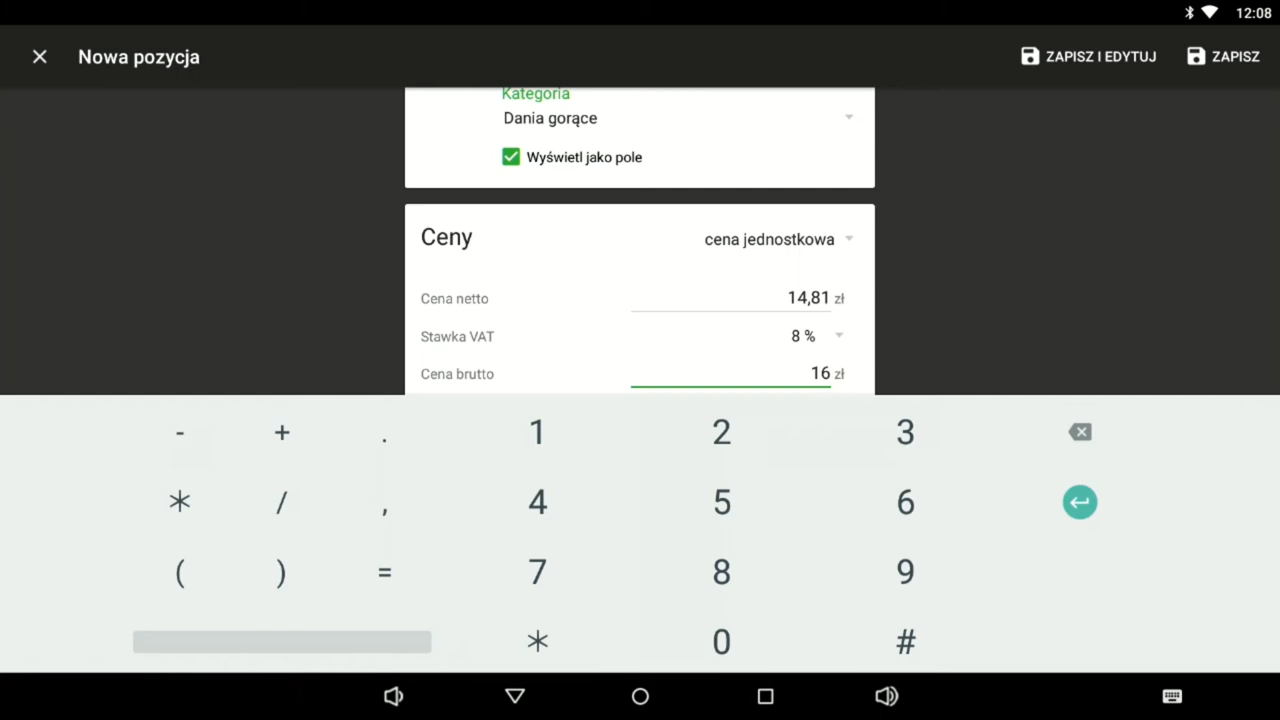 12:08
Nowa pozycja ZAPISZ I EDYTUJ ZAPISZ
Kategoria
Dania gorące
Wyświetl jako pole
Ceny cena jednostkowa
Cena netto 14,81 zł
Stawka VAT 8 %
Cena brutto 16 zł
- + . 1 2 3
* / , 4 5 6
( ) = 7 8 9
* 0 #